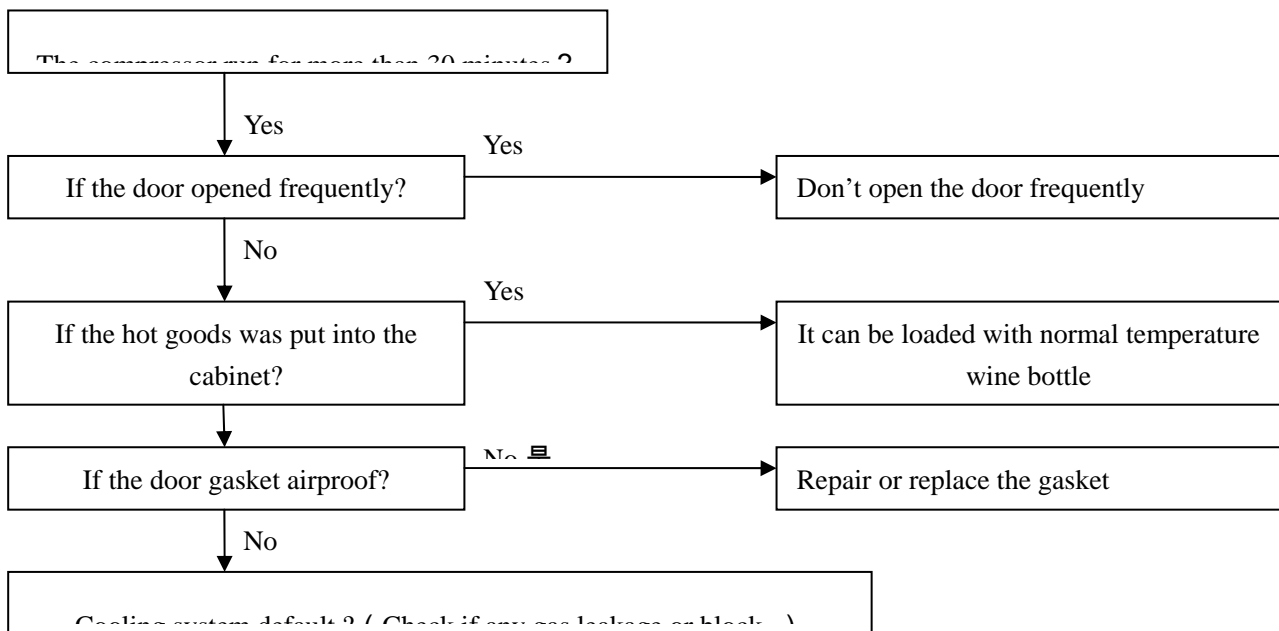 The compressor run for more than 30 minutes？
Yes
Yes
If the door opened frequently?
Don’t open the door frequently
No
Yes
If the hot goods was put into the
cabinet?
It can be loaded with normal temperature
wine bottle
No
If the door gasket airproof?
Repair or replace the gasket
No
Cooling system default ?（Check if any gas leakage or block ）